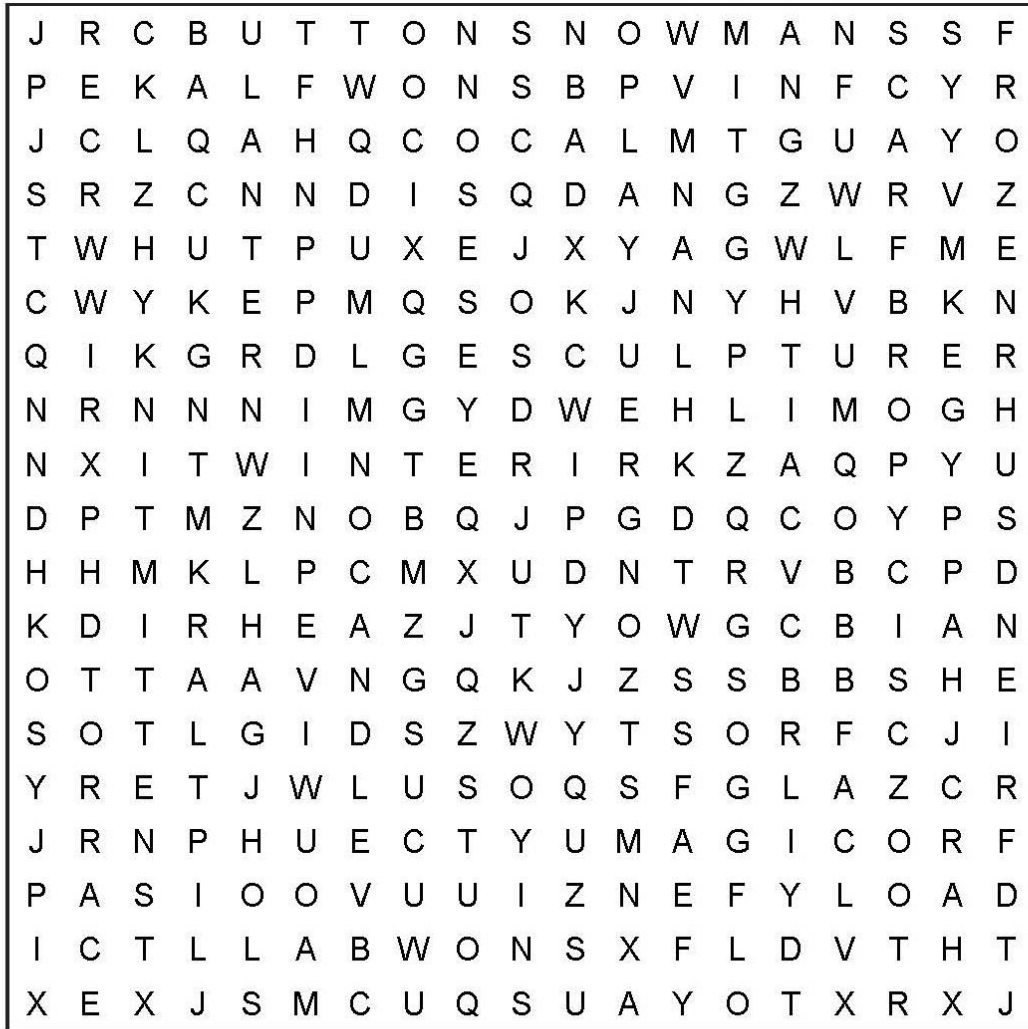 J R C B U T T O N S N O W M A N S S F
P E K A L F W O N S B P V I N F C Y R
J C L Q A H Q C O C A L M T G U A Y O
S R Z C N N D I S Q D A N G Z W R V Z
T W H U T P U X E J X Y A G W L F M E
C W Y K E P M Q S O K J N Y H V B K N
Q I K G R D L G E S C U L P T U R E R
N R N N N I M G Y D W E H L I M O G H
N X I T W I N T E R I R K Z A Q P Y U
D P T M Z N O B Q J P G D Q C O Y P S
H H M K L P C M X U D N T R V B C P D
K D I R H E A Z J T Y O W G C B I A N
O T T A A V N G Q K J Z S S B B S H E
S O T L G I D S Z W Y T S O R F C J I
Y R E T J W L U S O Q S F G L A Z C R
J R N P H U E C T Y U M A G I C O R F
P A S I O O V U U I Z N E F Y L O A D
I C T L L A B W O N S X F L D V T H T
X E X J S M C U Q S U A Y O T X R X J